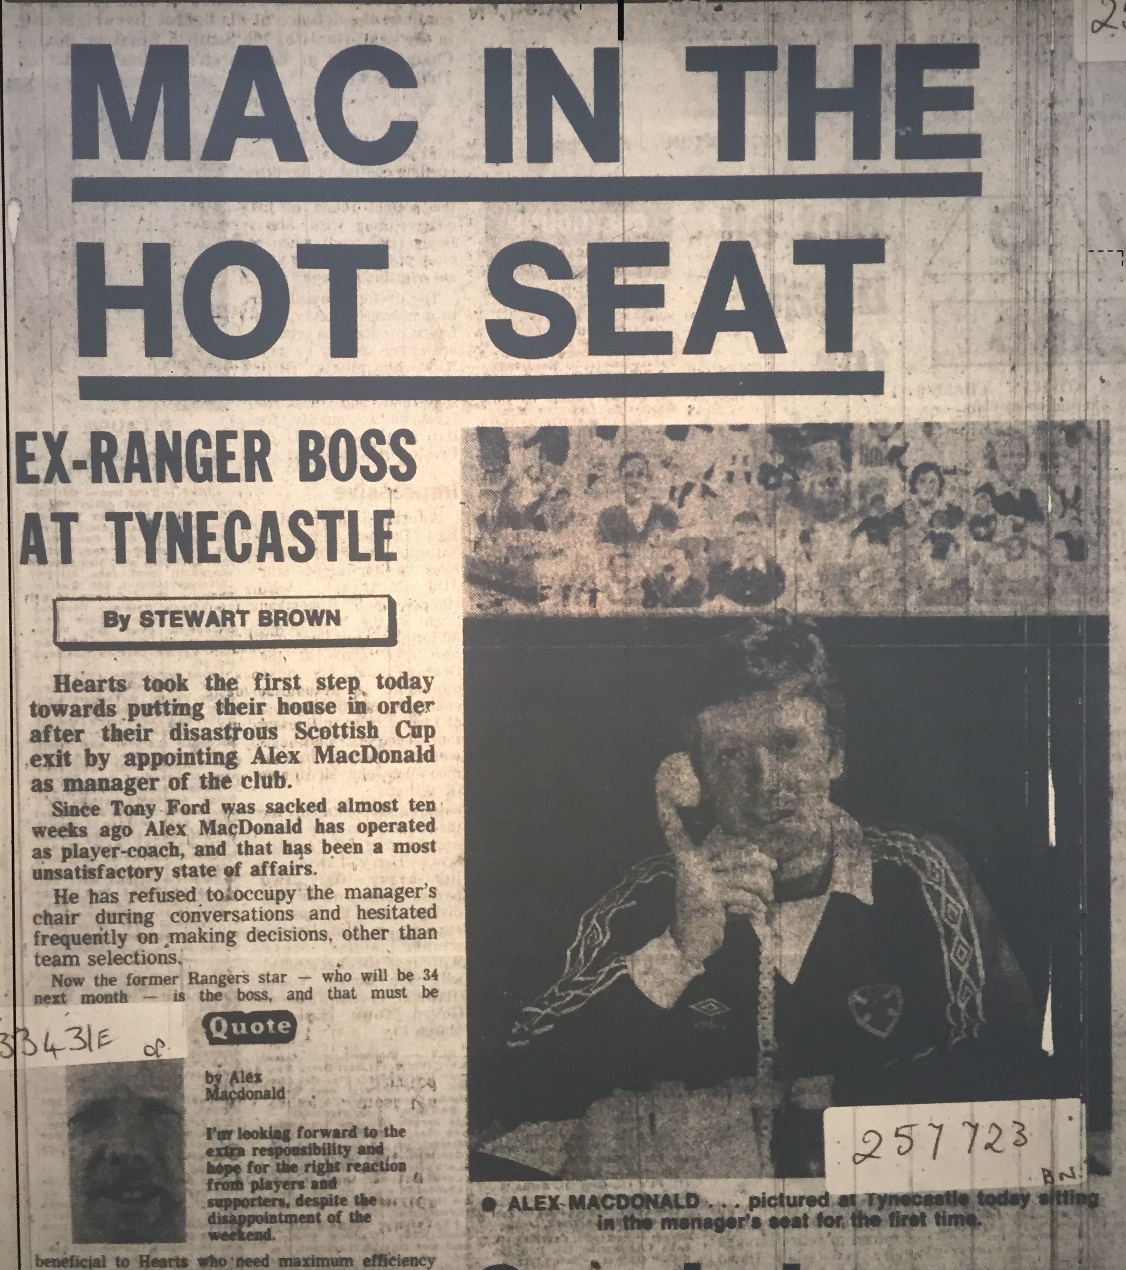 MAC IN THE
HOT SEAT
EX-RANGER BOSS
AT TYNECASTLE
By STEWART BROWN
Hearts took the first step today
towards putting their house in order
after their disastrous Scottish Cup
exit by appointing Alex MacDonald
as manager of the club.
Since Tony Ford was sacked almost ten
weeks ago Alex MacDonald has operated
as player-coach, and that has been a most
unsatisfactory state of affairs.
He has refused to occupy the manager's
chair during conversations and hesitated
frequently on making decisions, other than
team selections.
Now the former Rangers star — who will be 34
next month — is the boss, and that must be
33431E
Quote
by Alex
Macdonald
I'm looking forward to the
extra responsibility and
hope for the right reaction
from players and
supporters, despite the
disappointment of the
weekend.
beneficial to Hearts who need maximum efficiency
257723
BN
● ALEX MACDONALD . . . pictured at Tynecastle today sitting
in the manager's seat for the first time.